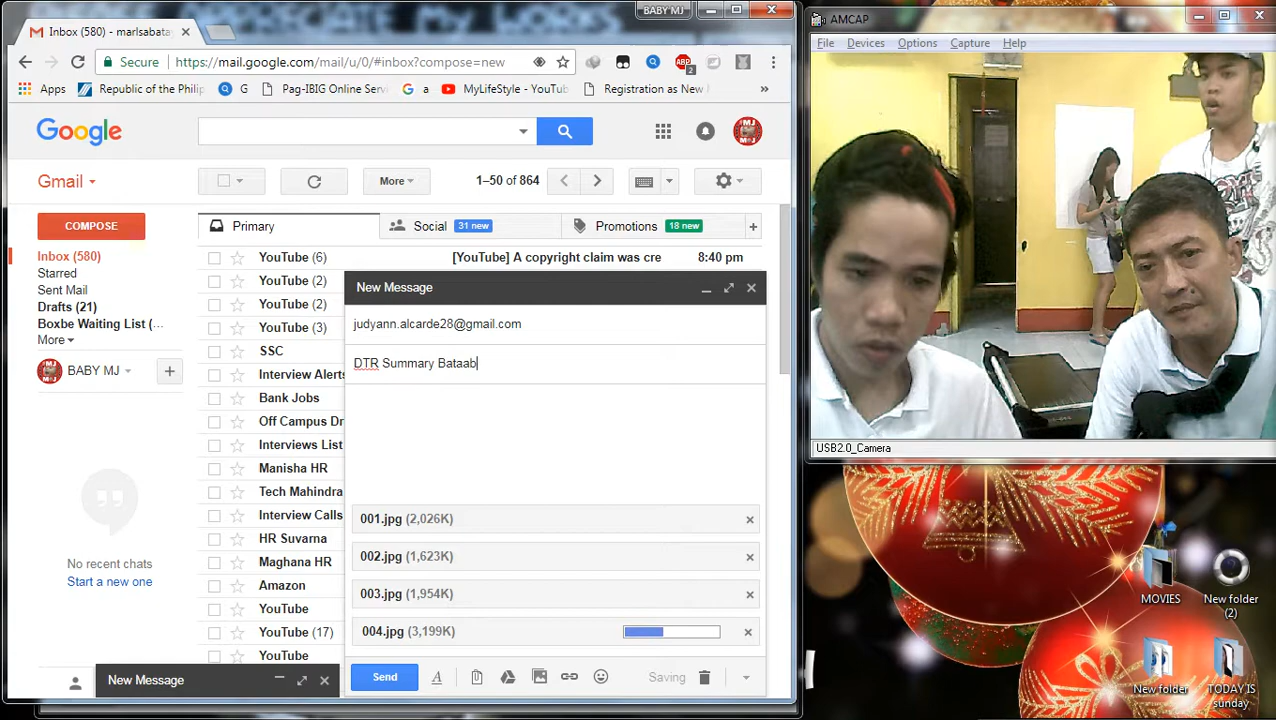 BABY MJ
Inbox (580) - marisabatay
Secure https://mail.google.com/mail/u/0/#inbox?compose=new
Apps Republic of the Philip G Pag-IBIG Online Serv a MyLiFeStyle - YouTub Registration as New »
Google
Gmail
More
1–50 of 864
COMPOSE
Primary
Social 31 new
Promotions 18 new
Inbox (580)
Starred
Sent Mail
Drafts (21)
Boxbe Waiting List (...
More
BABY MJ
No recent chats
Start a new one
YouTube (6) [YouTube] A copyright claim was cre 8:40 pm
YouTube (2)
YouTube (2)
YouTube (3)
SSC
Interview Alerts
Bank Jobs
Off Campus Dr
Interviews List
Manisha HR
Tech Mahindra
Interview Calls
HR Suvarna
Maghana HR
Amazon
YouTube
YouTube (17)
YouTube
New Message
judyann.alcarde28@gmail.com
DTR Summary Bataab
001.jpg (2,026K)
002.jpg (1,623K)
003.jpg (1,954K)
004.jpg (3,199K)
Send
Saving
New Message
AMCAP
File Devices Options Capture Help
USB2.0_Camera
MOVIES
New folder
(2)
New folder
TODAY IS
sunday